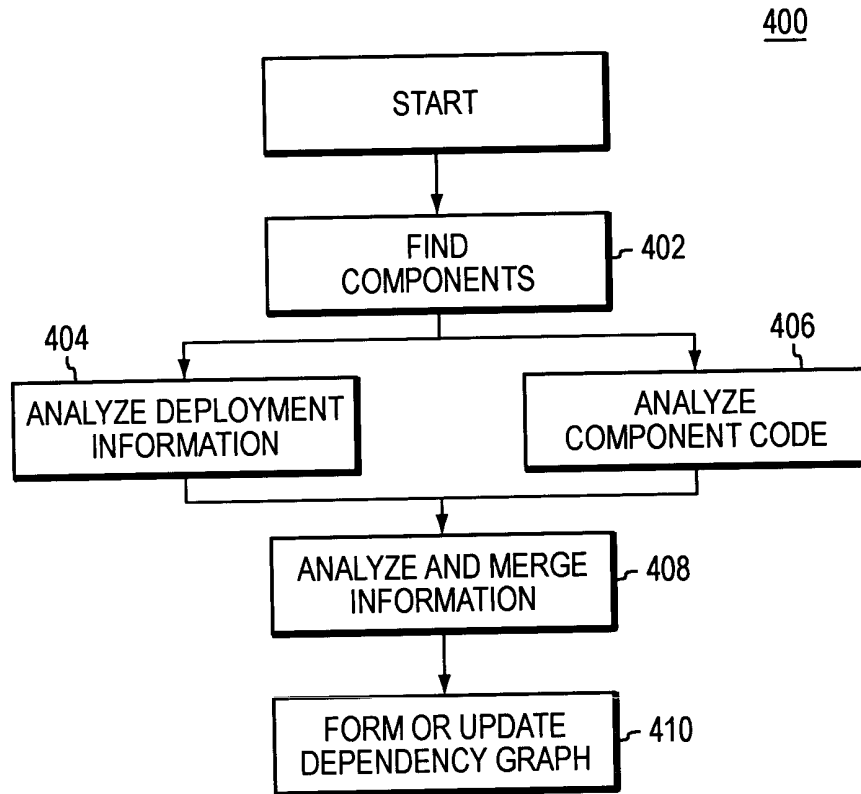 400
START
FIND
COMPONENTS
402
404
406
ANALYZE DEPLOYMENT
INFORMATION
ANALYZE
COMPONENT CODE
ANALYZE AND MERGE
INFORMATION
408
FORM OR UPDATE
DEPENDENCY GRAPH
410